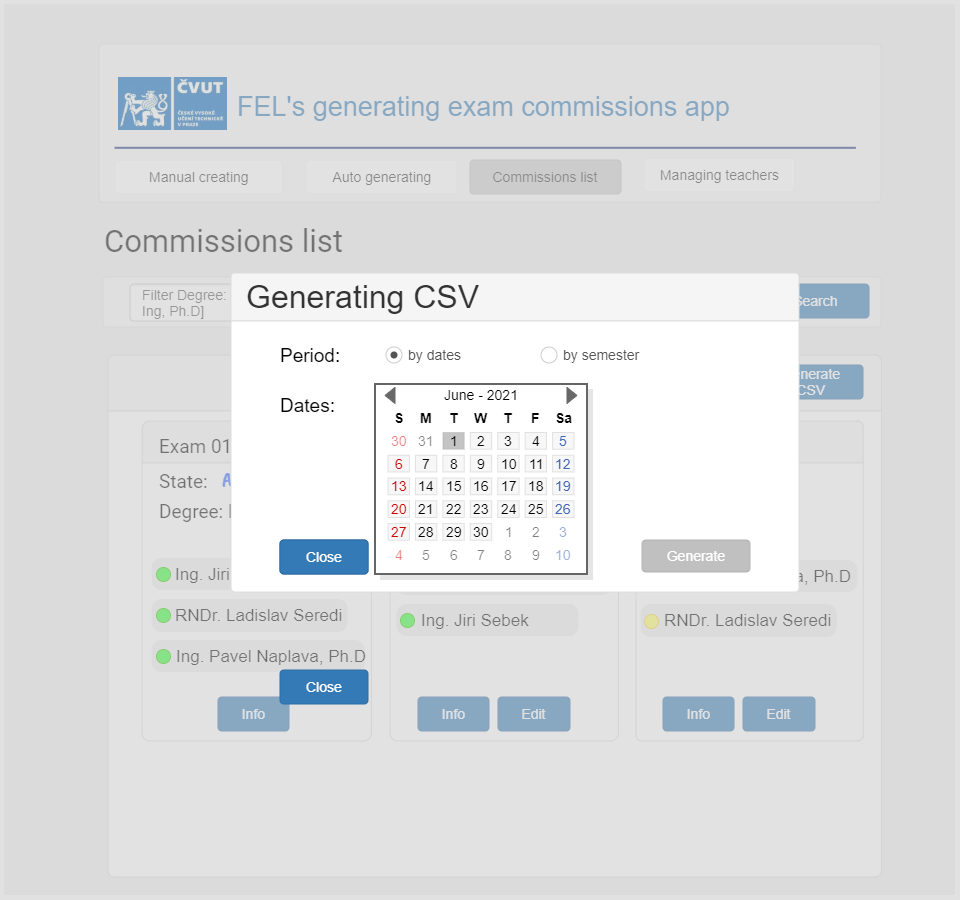 ČVUT
ČESKÉ VYSOKÉ
UČENÍ TECHNICKÉ
V PRAZE
FEL's generating exam commissions app
Manual creating
Auto generating
Commissions list
Managing teachers
Commissions list
Filter Degree:
Ing, Ph.D]
Search
Generating CSV
Period:
by dates
by semester
Dates:
June - 2021
S M T W T F Sa
30 31 1 2 3 4 5
6 7 8 9 10 11 12
13 14 15 16 17 18 19
20 21 22 23 24 25 26
27 28 29 30 1 2 3
4 5 6 7 8 9 10
Close
Generate
nerate
CSV
Exam 01
State: A
Degree:
Ing. Jiri
RNDr. Ladislav Seredi
Ing. Pavel Naplava, Ph.D
Close
Info
Ing. Jiri Sebek
Info
Edit
a, Ph.D
RNDr. Ladislav Seredi
Info
Edit